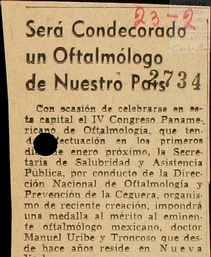 23-2
Será Condecorado
un Oftalmólogo
de Nuestro País
2734
Con ocasión de celebrarse en es-
ta capital el IV Congreso Paname-
ricano de Oftalmología, que ten-
efectuación en los primeros
de enero próximo, la Secre-
taría de Salubridad y Asistencia
Pública, por conducto de la Direc-
ción Nacional de Oftalmología y
Prevención de la Ceguera, organis-
mo de reciente creación, impondrá
una medalla al mérito al eminen-
te oftalmólogo mexicano, doctor
Manuel Uribe y Troncoso que des-
de hace años reside en Nueva